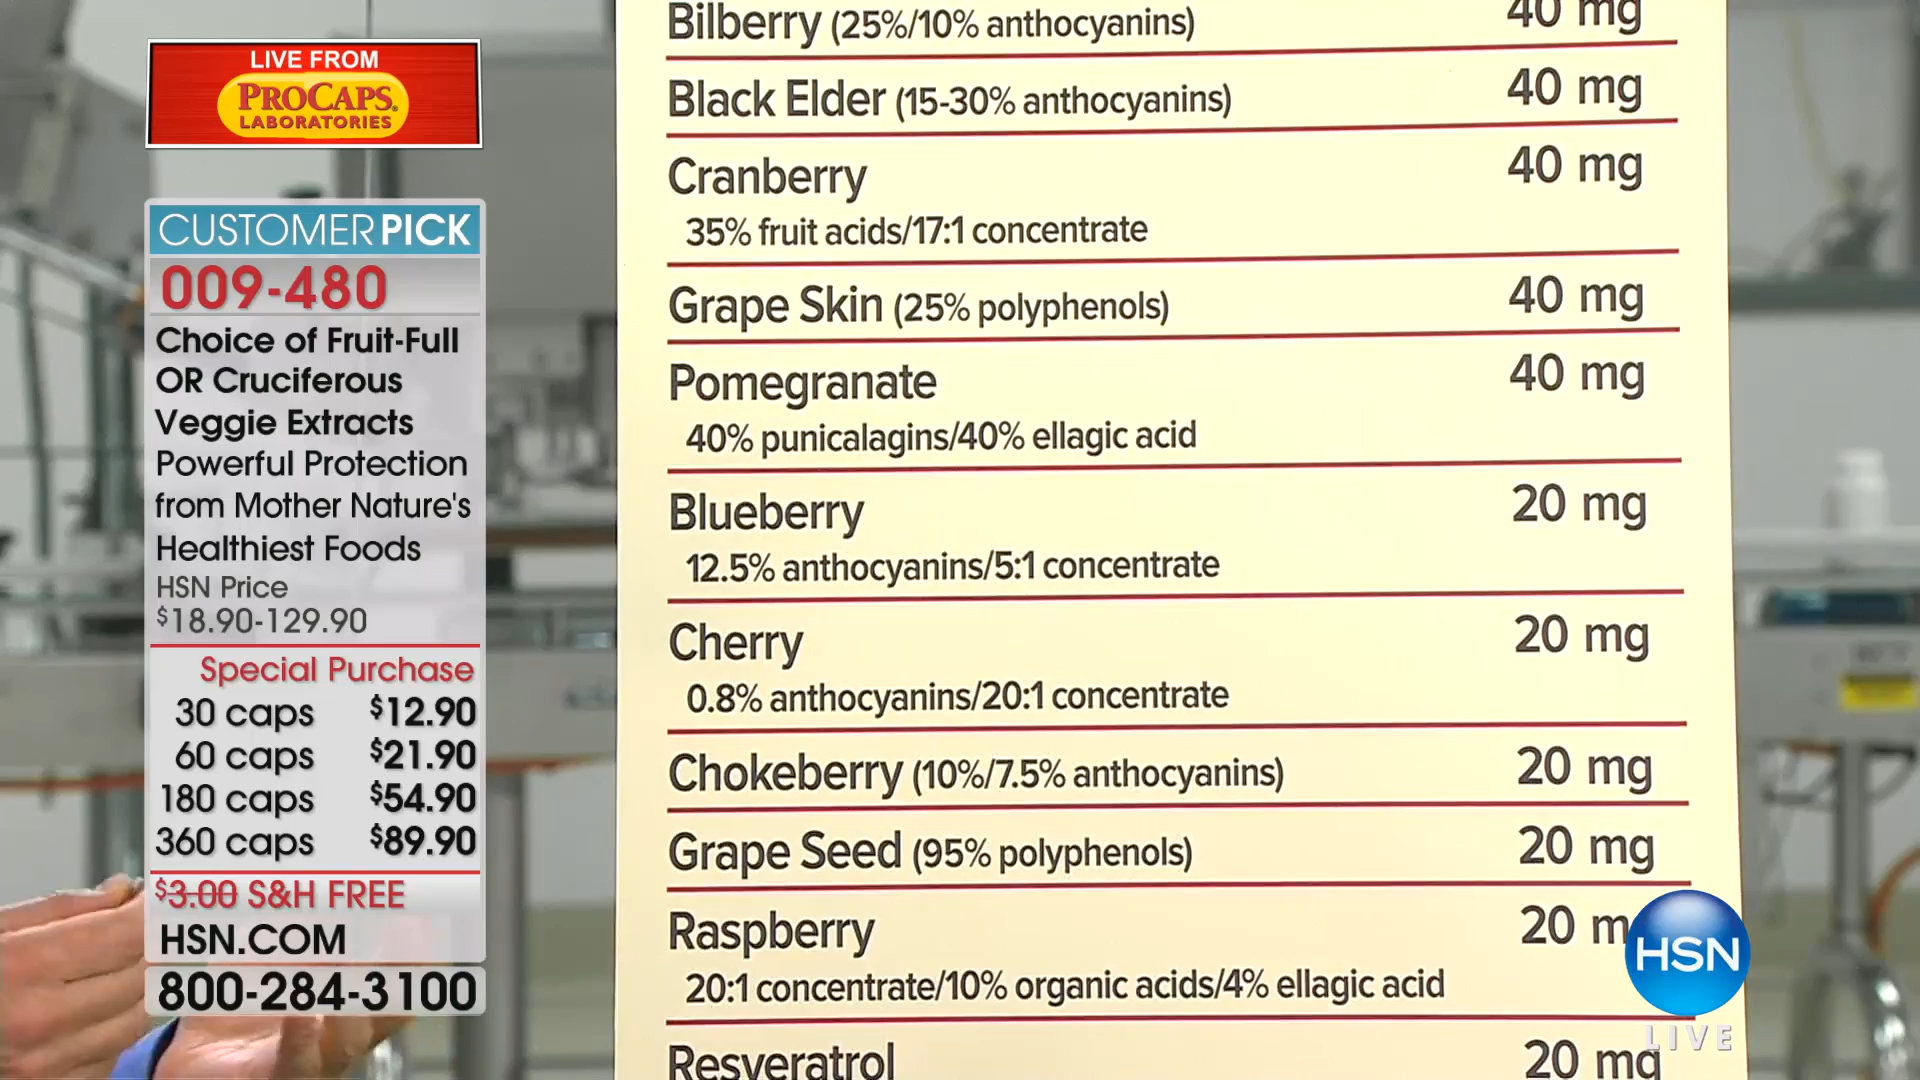 LIVE FROM
PROCAPS
LABORATORIES
CUSTOMER PICK
009-480
Choice of Fruit-Full
OR Cruciferous
Veggie Extracts
Powerful Protection
from Mother Nature's
Healthiest Foods
HSN Price
$18.90-129.90
Special Purchase
30 caps $12.90
60 caps $21.90
180 caps $54.90
360 caps $89.90
$3.00 S&H FREE
HSN.COM
800-284-3100
Bilberry (25%/10% anthocyanins) 40 mg
Black Elder (15-30% anthocyanins) 40 mg
Cranberry 40 mg
35% fruit acids/17:1 concentrate
Grape Skin (25% polyphenols) 40 mg
Pomegranate 40 mg
40% punicalagins/40% ellagic acid
Blueberry 20 mg
12.5% anthocyanins/5:1 concentrate
Cherry 20 mg
0.8% anthocyanins/20:1 concentrate
Chokeberry (10%/7.5% anthocyanins) 20 mg
Grape Seed (95% polyphenols) 20 mg
Raspberry 20 m
20:1 concentrate/10% organic acids/4% ellagic acid
Resveratrol 20 mg
HSN
LIVE